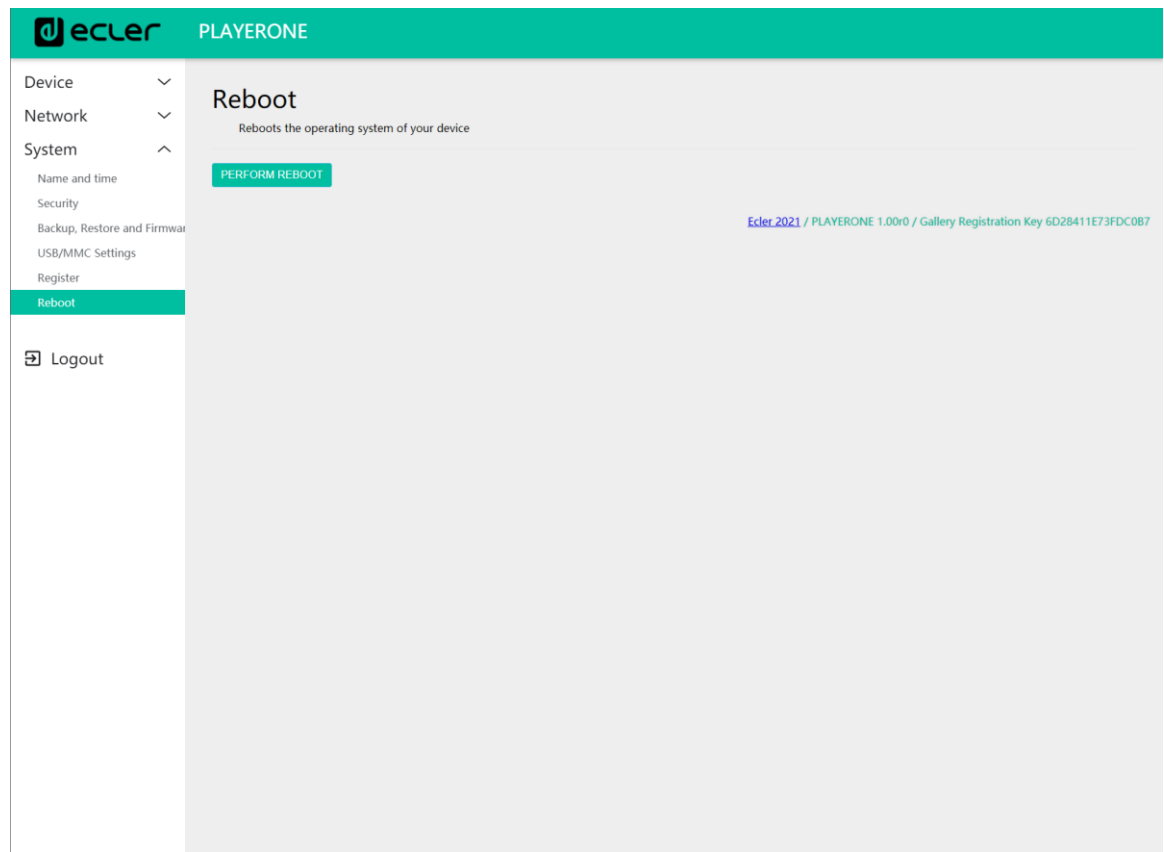 ecler
PLAYERONE
Device
Network
System
Name and time
Security
Backup, Restore and Firmwar
USB/MMC Settings
Register
Reboot
Logout
Reboot
Reboots the operating system of your device
PERFORM REBOOT
Ecler 2021 / PLAYERONE 1.00r0 / Gallery Registration Key 6D28411E73FDC0B7